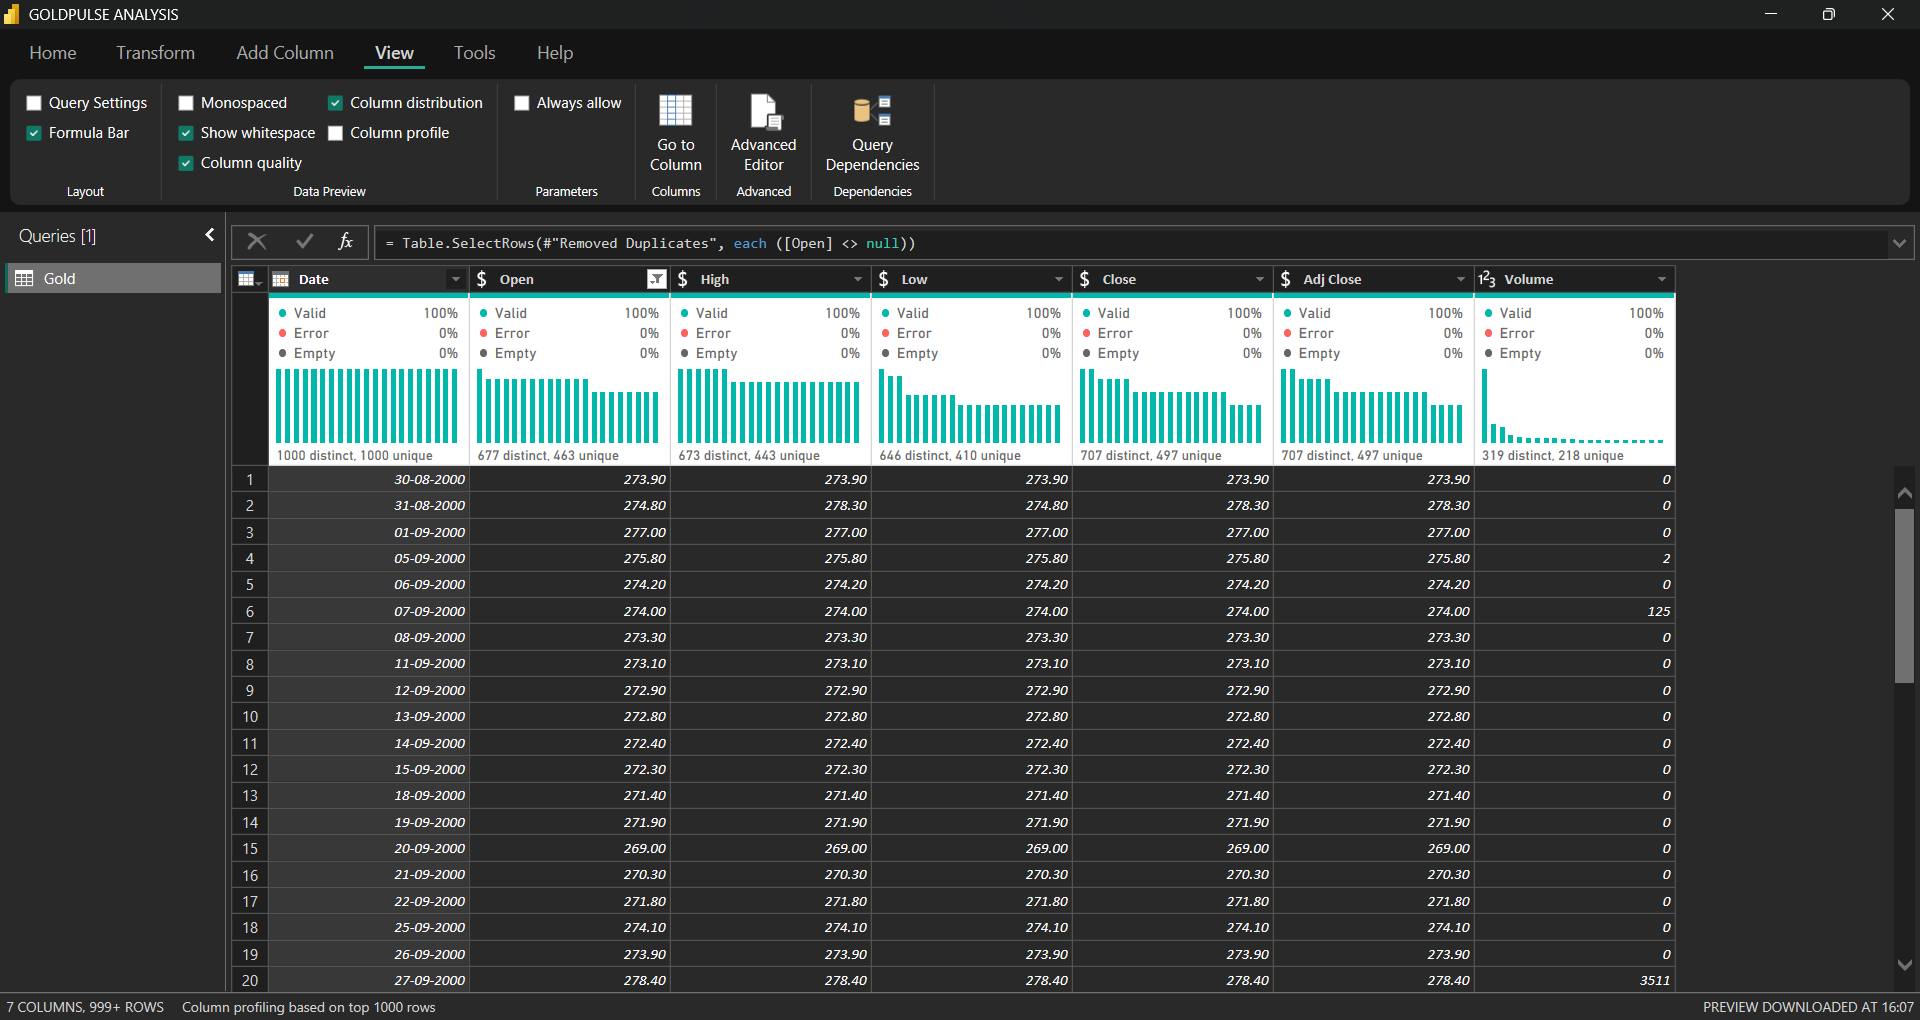 GOLDPULSE ANALYSIS
Home Transform Add Column View Tools Help
Query Settings Monospaced Column distribution Always allow
Formula Bar Show whitespace Column profile
Column quality
Go to Column
Advanced Editor
Query Dependencies
Layout Data Preview Parameters Columns Advanced Dependencies
Queries [1]
fx = Table.SelectRows(#"Removed Duplicates", each ([Open] <> null))
Gold
Date $ Open $ High $ Low $ Close $ Adj Close 123 Volume
Valid 100% Valid 100% Valid 100% Valid 100% Valid 100% Valid 100% Valid 100%
Error 0% Error 0% Error 0% Error 0% Error 0% Error 0% Error 0%
Empty 0% Empty 0% Empty 0% Empty 0% Empty 0% Empty 0% Empty 0%
1000 distinct, 1000 unique 677 distinct, 463 unique 673 distinct, 443 unique 646 distinct, 410 unique 707 distinct, 497 unique 707 distinct, 497 unique 319 distinct, 218 unique
1 30-08-2000 273.90 273.90 273.90 273.90 273.90 0
2 31-08-2000 274.80 278.30 274.80 278.30 278.30 0
3 01-09-2000 277.00 277.00 277.00 277.00 277.00 0
4 05-09-2000 275.80 275.80 275.80 275.80 275.80 2
5 06-09-2000 274.20 274.20 274.20 274.20 274.20 0
6 07-09-2000 274.00 274.00 274.00 274.00 274.00 125
7 08-09-2000 273.30 273.30 273.30 273.30 273.30 0
8 11-09-2000 273.10 273.10 273.10 273.10 273.10 0
9 12-09-2000 272.90 272.90 272.90 272.90 272.90 0
10 13-09-2000 272.80 272.80 272.80 272.80 272.80 0
11 14-09-2000 272.40 272.40 272.40 272.40 272.40 0
12 15-09-2000 272.30 272.30 272.30 272.30 272.30 0
13 18-09-2000 271.40 271.40 271.40 271.40 271.40 0
14 19-09-2000 271.90 271.90 271.90 271.90 271.90 0
15 20-09-2000 269.00 269.00 269.00 269.00 269.00 0
16 21-09-2000 270.30 270.30 270.30 270.30 270.30 0
17 22-09-2000 271.80 271.80 271.80 271.80 271.80 0
18 25-09-2000 274.10 274.10 274.10 274.10 274.10 0
19 26-09-2000 273.90 273.90 273.90 273.90 273.90 0
20 27-09-2000 278.40 278.40 278.40 278.40 278.40 3511
7 COLUMNS, 999+ ROWS Column profiling based on top 1000 rows PREVIEW DOWNLOADED AT 16:07